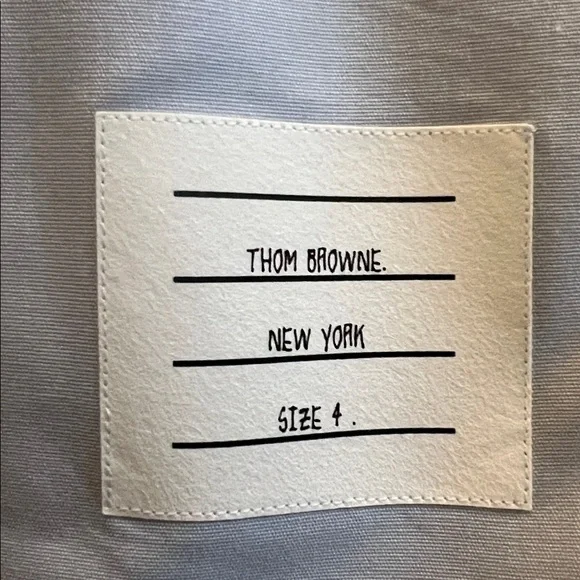 THOM BROWNE.
NEW YORK
SIZE 4 .